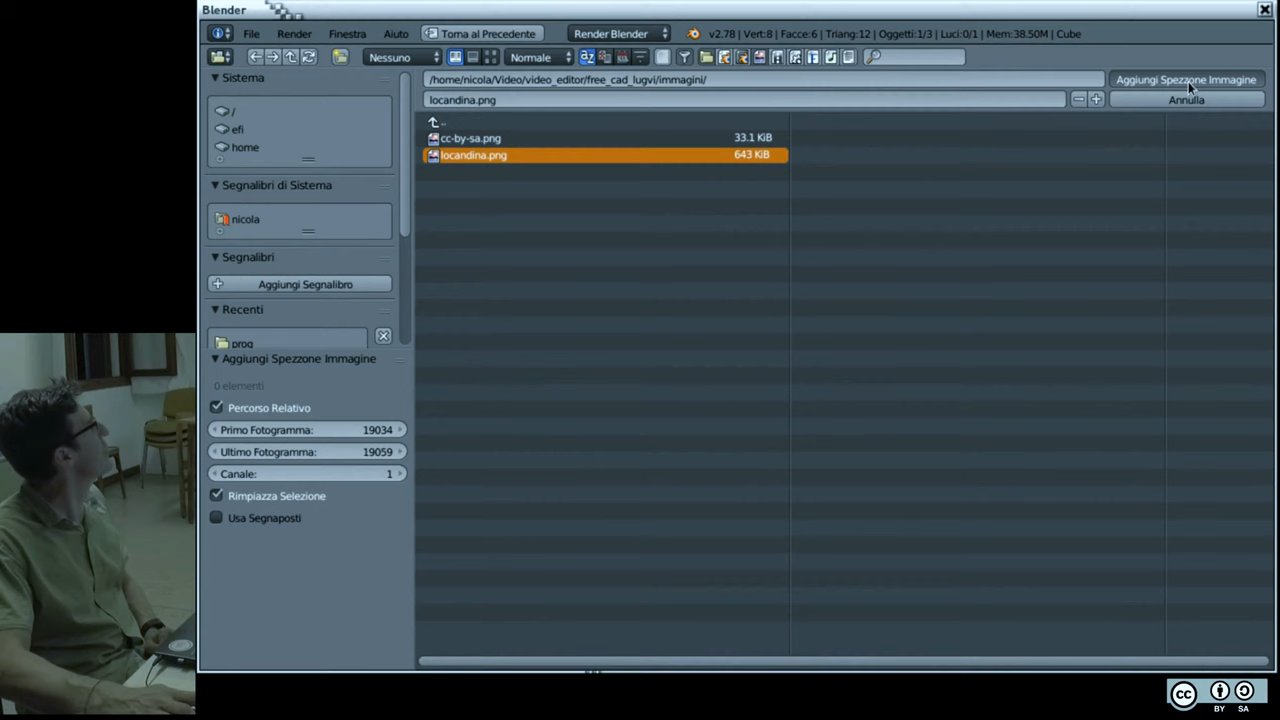 Blender
File Render Finestra Aiuto Torna al Precedente Render Blender v2.78 | Vert:8 | Facce:6 | Triang:12 | Oggetti:1/3 | Luci:0/1 | Mem:38.50M | Cube
Nessuno Normale
Sistema
/
efi
home
Segnalibri di Sistema
nicola
Segnalibri
Aggiungi Segnalibro
Recenti
prog
Aggiungi Spezzone Immagine
0 elementi
Percorso Relativo
Primo Fotogramma: 19034
Ultimo Fotogramma: 19059
Canale: 1
Rimpiazza Selezione
Usa Segnaposti
/home/nicola/Video/video_editor/free_cad_lugvi/immagini/
Aggiungi Spezzone Immagine
locandina.png
Annulla
..
cc-by-sa.png 33.1 KiB
locandina.png 643 KiB
cc
BY SA